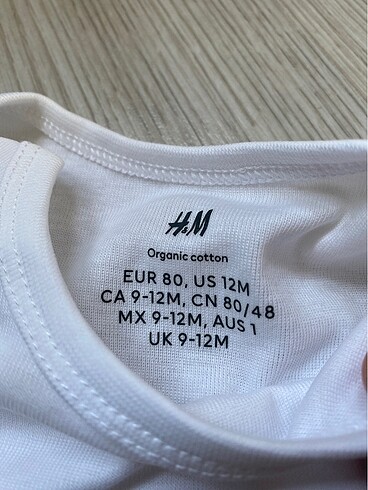 H&M
Organic cotton
EUR 80, US 12M
CA 9-12M, CN 80/48
MX 9-12M, AUS 1
UK 9-12M